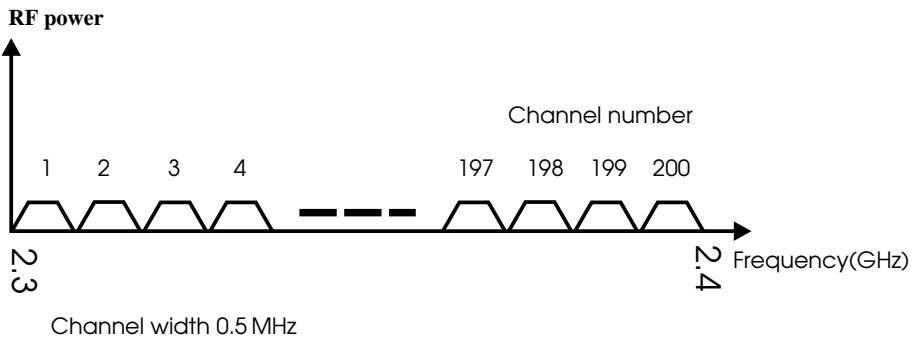 RF power
Channel number
1 2 3 4 197 198 199 200
2.3 2.4 Frequency(GHz)
Channel width 0.5 MHz